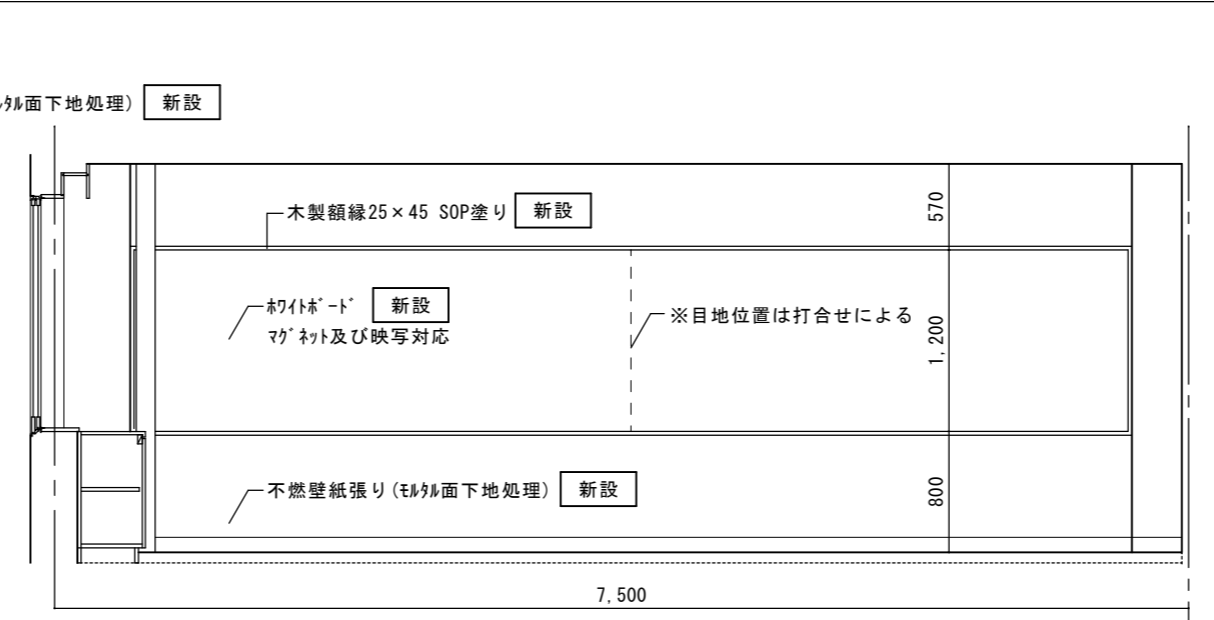 ﾙﾀﾙ面下地処理) 新設
木製額縁25×45 SOP塗り 新設
570
ﾎﾜｲﾄﾎﾞｰﾄﾞ 新設
ﾏｸﾞﾈｯﾄ及び映写対応
※目地位置は打合せによる
1,200
不燃壁紙張り(ﾓﾙﾀﾙ面下地処理) 新設
800
7,500